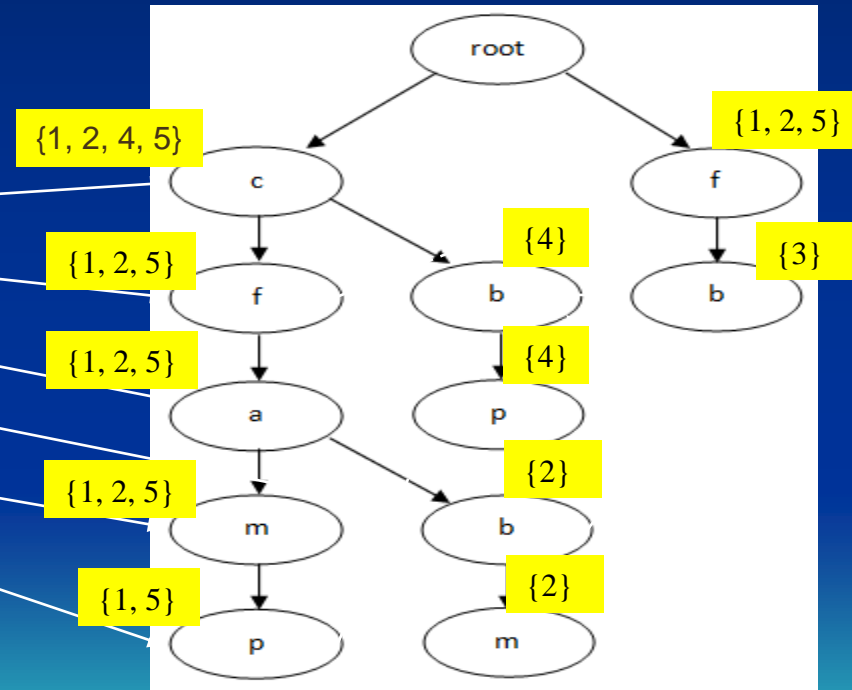 root
{1, 2, 4, 5}
{1, 2, 5}
c
f
{1, 2, 5}
{4}
{3}
f
b
b
{1, 2, 5}
{4}
a
p
{1, 2, 5}
{2}
m
b
{1, 5}
{2}
p
m